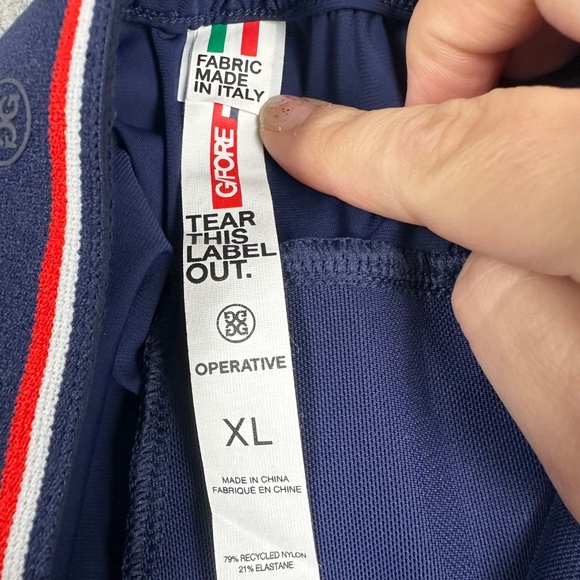 FABRIC
MADE
IN ITALY
G/FORE
TEAR
THIS
LABEL
OUT.
OPERATIVE
XL
MADE IN CHINA
FABRIQUÉ EN CHINE
79% RECYCLED NYLON
21% ELASTANE